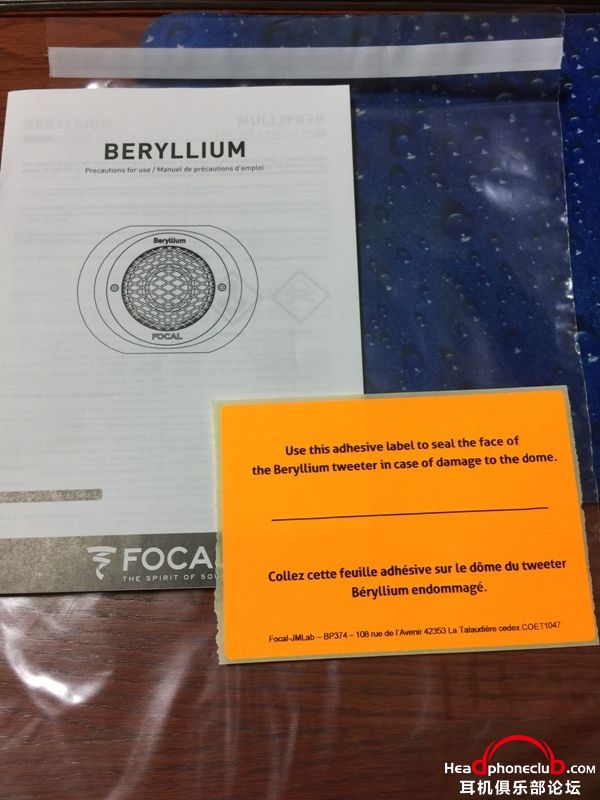 BERYLLIUM
Precautions for use / Manuel de précautions d'emploi
Beryllium
FOCAL
FOCAL
THE SPIRIT OF SOU
Use this adhesive label to seal the face of
the Beryllium tweeter in case of damage to the dome.
Collez cette feuille adhésive sur le dôme du tweeter
Béryllium endommagé.
Focal-JMLab – BP374 – 108 rue de l'Avenir 42353 La Talaudière cedex.COET1047
Headphoneclub.com
耳机俱乐部论坛